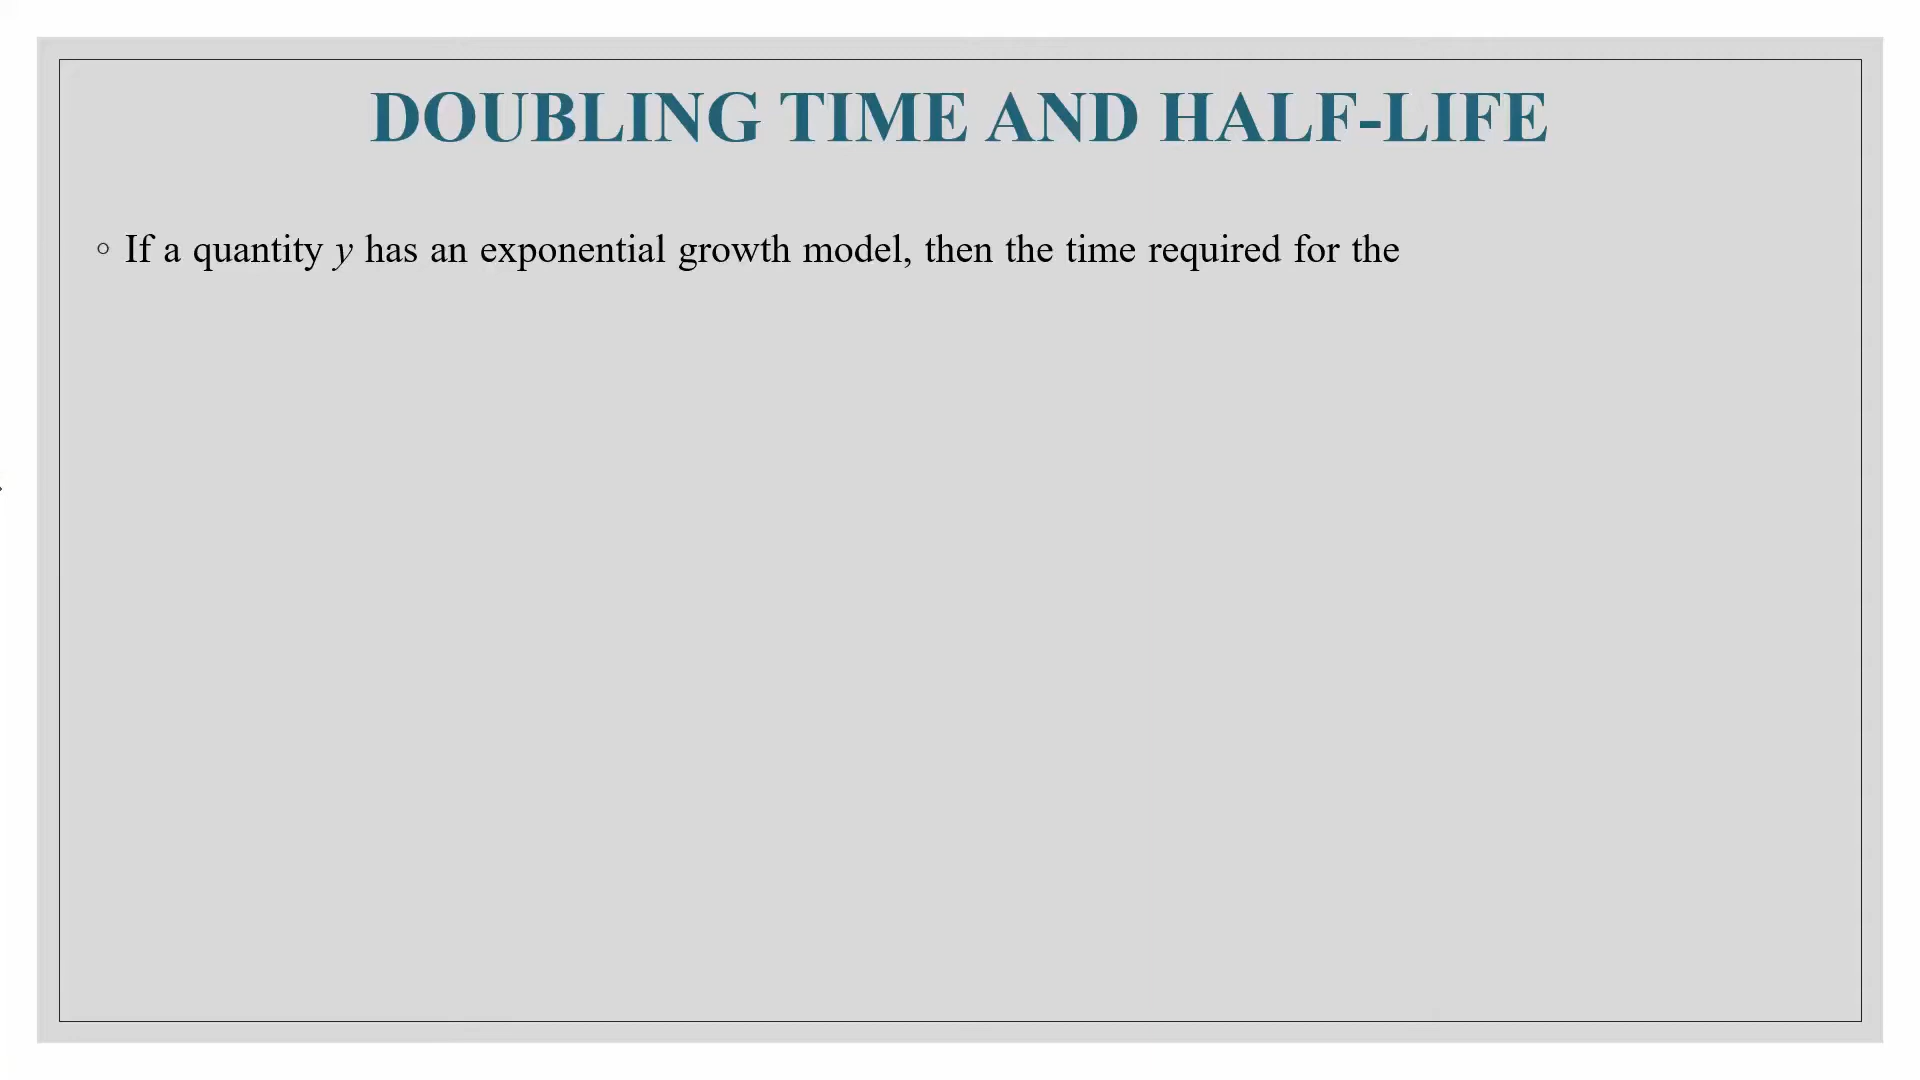 DOUBLING TIME AND HALF-LIFE
◦ If a quantity y has an exponential growth model, then the time required for the